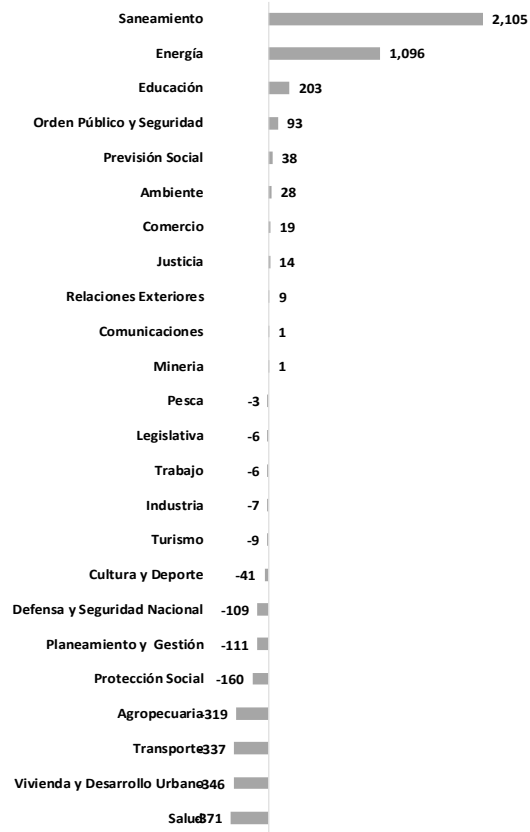 Saneamiento 2,105
Energía 1,096
Educación 203
Orden Público y Seguridad 93
Previsión Social 38
Ambiente 28
Comercio 19
Justicia 14
Relaciones Exteriores 9
Comunicaciones 1
Mineria 1
Pesca -3
Legislativa -6
Trabajo -6
Industria -7
Turismo -9
Cultura y Deporte -41
Defensa y Seguridad Nacional -109
Planeamiento y Gestión -111
Protección Social -160
Agropecuaria -319
Transporte -337
Vivienda y Desarrollo Urbano -346
Salud -371